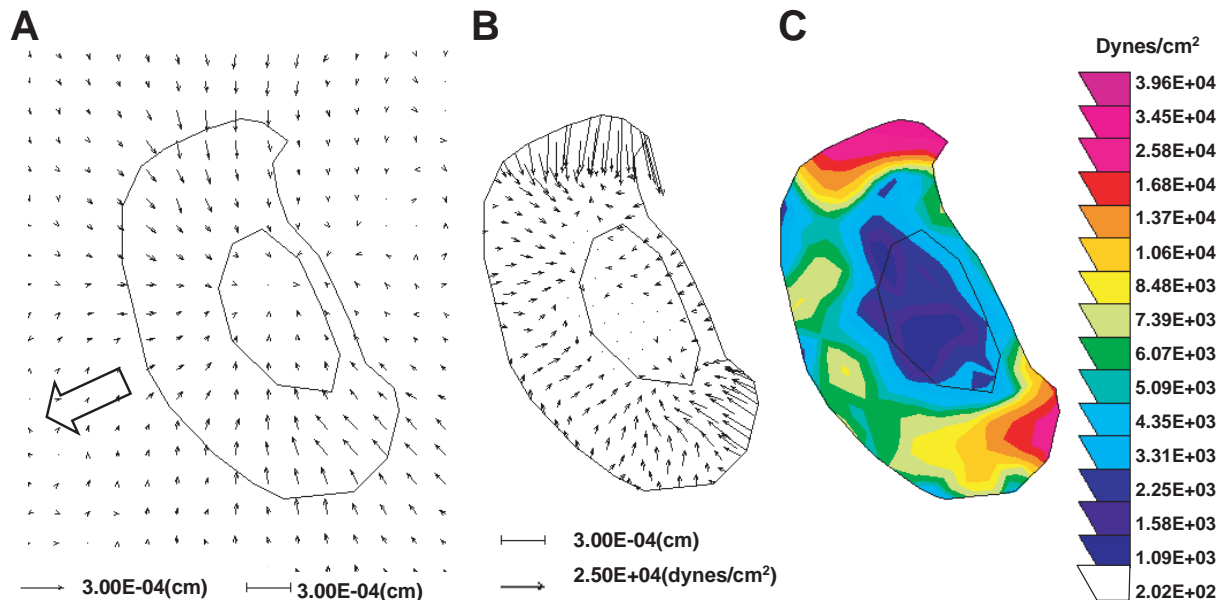 A
B
C
Dynes/cm²
3.96E+04
3.45E+04
2.58E+04
1.68E+04
1.37E+04
1.06E+04
8.48E+03
7.39E+03
6.07E+03
5.09E+03
4.35E+03
3.31E+03
2.25E+03
1.58E+03
1.09E+03
2.02E+02
3.00E-04(cm)
3.00E-04(cm)
3.00E-04(cm)
2.50E+04(dynes/cm²)